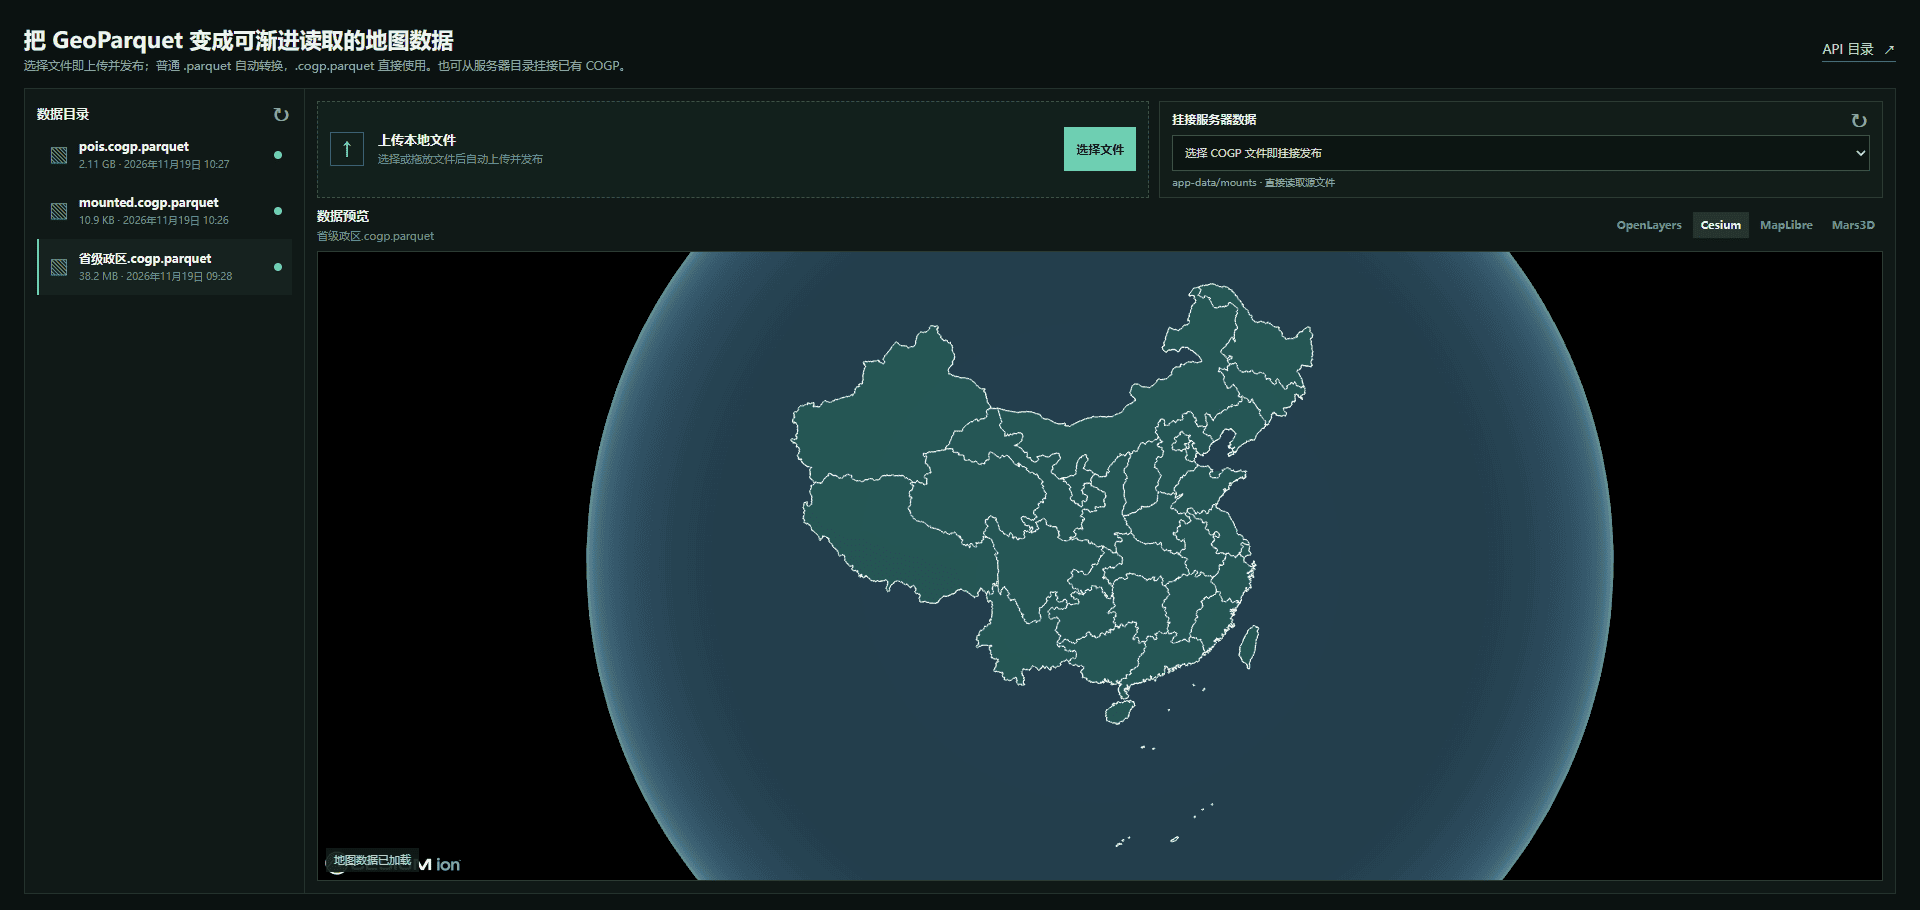 把 GeoParquet 变成可渐进读取的地图数据
选择文件即上传并发布；普通 .parquet 自动转换，.cogp.parquet 直接使用。也可从服务器目录挂接已有 COGP。
API 目录 ↗
数据目录
pois.cogp.parquet
2.11 GB · 2026年11月19日 10:27
mounted.cogp.parquet
10.9 KB · 2026年11月19日 10:26
省级政区.cogp.parquet
38.2 MB · 2026年11月19日 09:28
上传本地文件
选择或拖放文件后自动上传并发布
选择文件
挂接服务器数据
选择 COGP 文件即挂接发布
app-data/mounts · 直接读取源文件
数据预览
省级政区.cogp.parquet
OpenLayers Cesium MapLibre Mars3D
地图数据已加载
ion